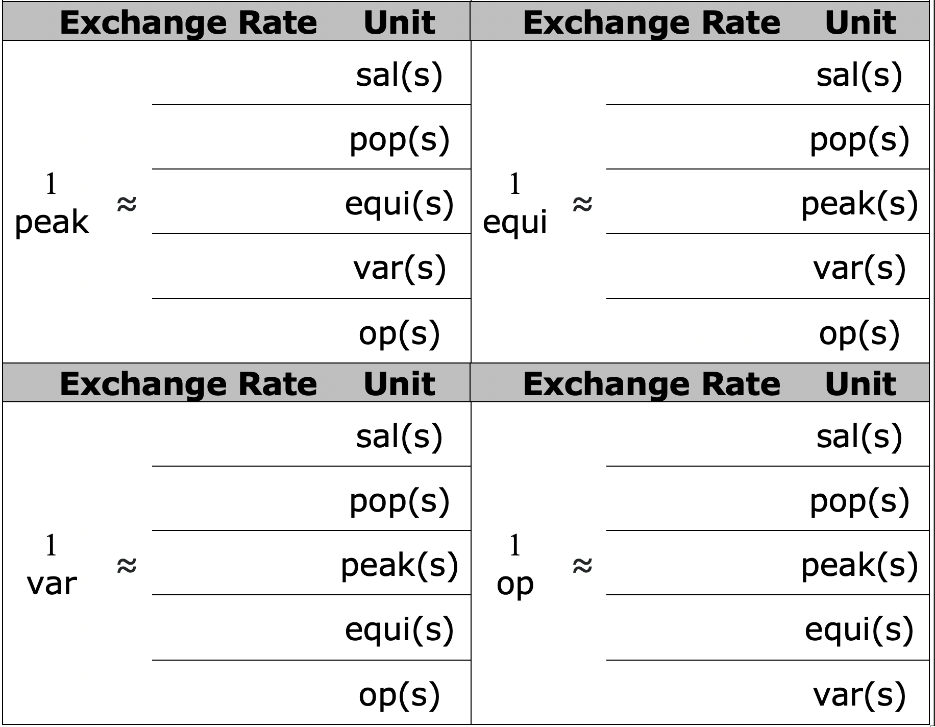 Exchange Rate Unit Exchange Rate Unit
sal(s) sal(s)
pop(s) pop(s)
1 peak ≈ equi(s) 1 equi ≈ peak(s)
var(s) var(s)
op(s) op(s)
Exchange Rate Unit Exchange Rate Unit
sal(s) sal(s)
pop(s) pop(s)
1 var ≈ peak(s) 1 op ≈ peak(s)
equi(s) equi(s)
op(s) var(s)